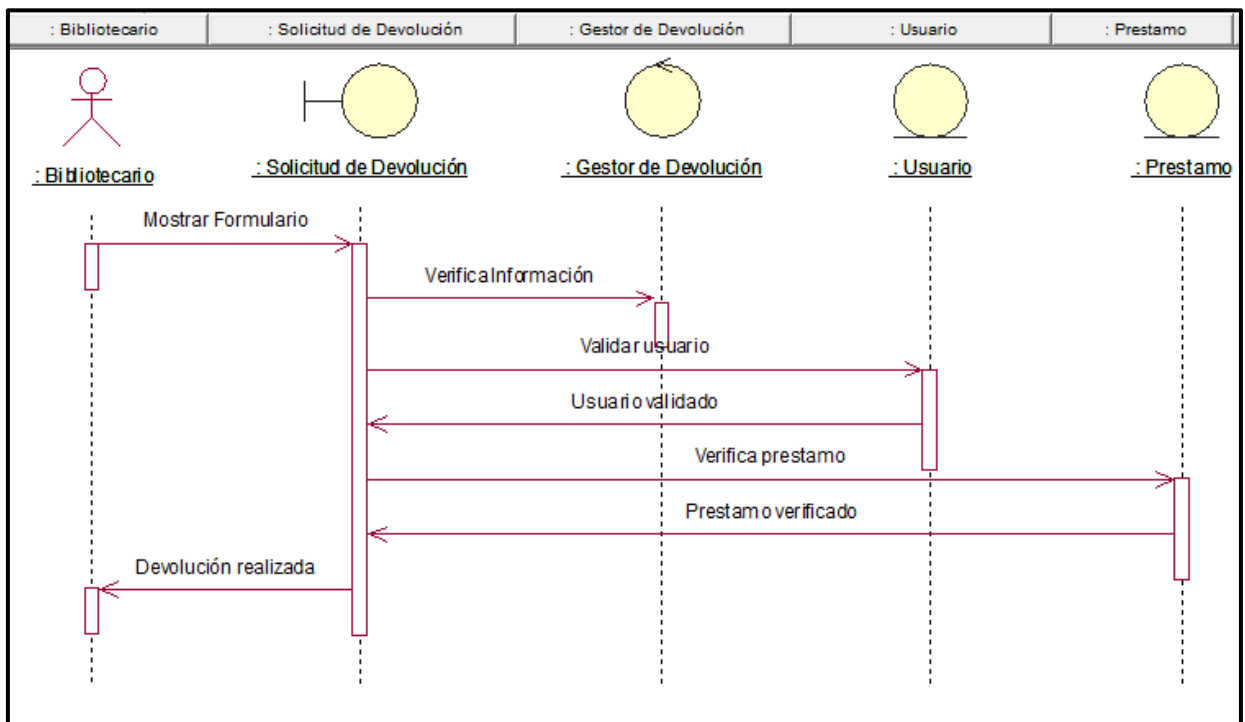 : Bibliotecario : Solicitud de Devolución : Gestor de Devolución : Usuario : Prestamo
: Bibliotecario : Solicitud de Devolución : Gestor de Devolución : Usuario : Prestamo
Mostrar Formulario
Verifica Información
Validar usuario
Usuario validado
Verifica prestamo
Prestamo verificado
Devolución realizada